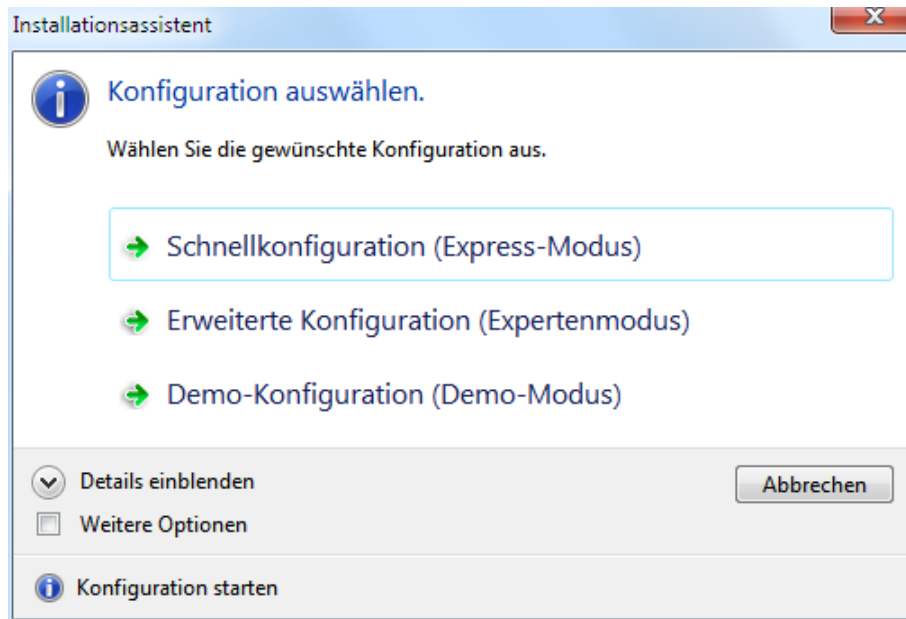 Installationsassistent
Konfiguration auswählen.
Wählen Sie die gewünschte Konfiguration aus.
Schnellkonfiguration (Express-Modus)
Erweiterte Konfiguration (Expertenmodus)
Demo-Konfiguration (Demo-Modus)
Details einblenden
Abbrechen
Weitere Optionen
Konfiguration starten